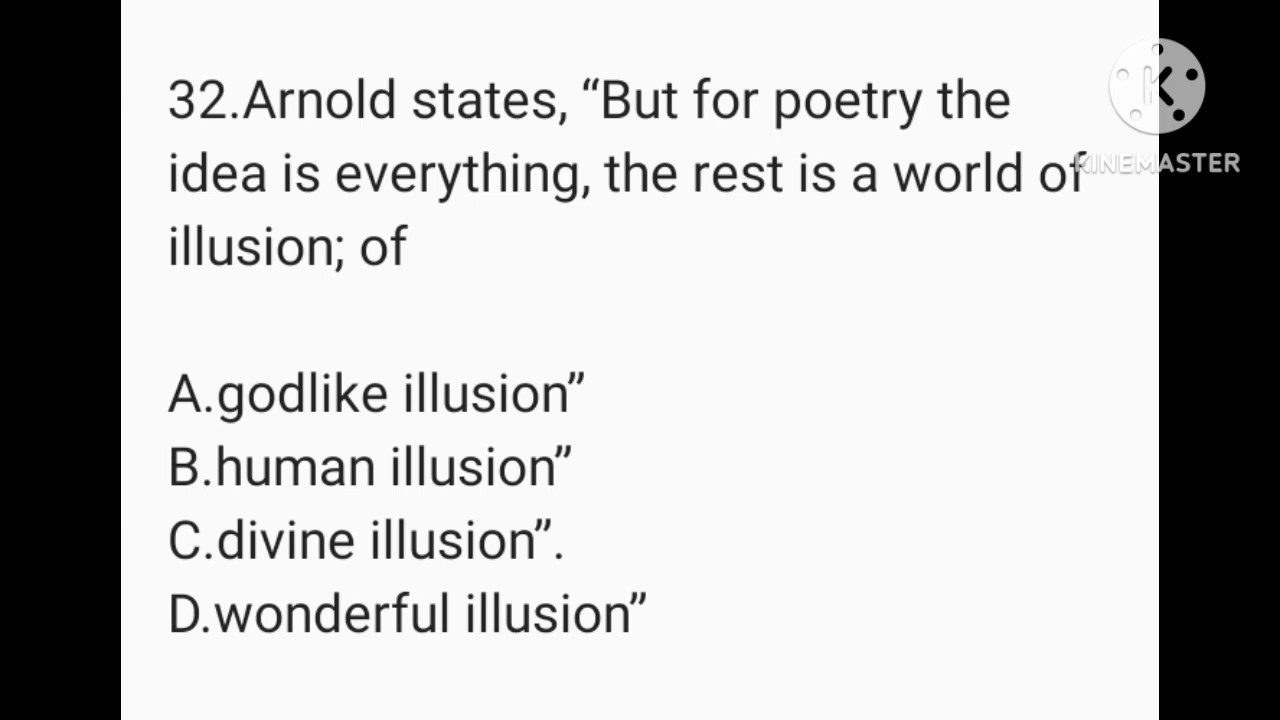 32.Arnold states, “But for poetry the
idea is everything, the rest is a world of
illusion; of
A.godlike illusion”
B.human illusion”
C.divine illusion”.
D.wonderful illusion”
K
KINEMASTER